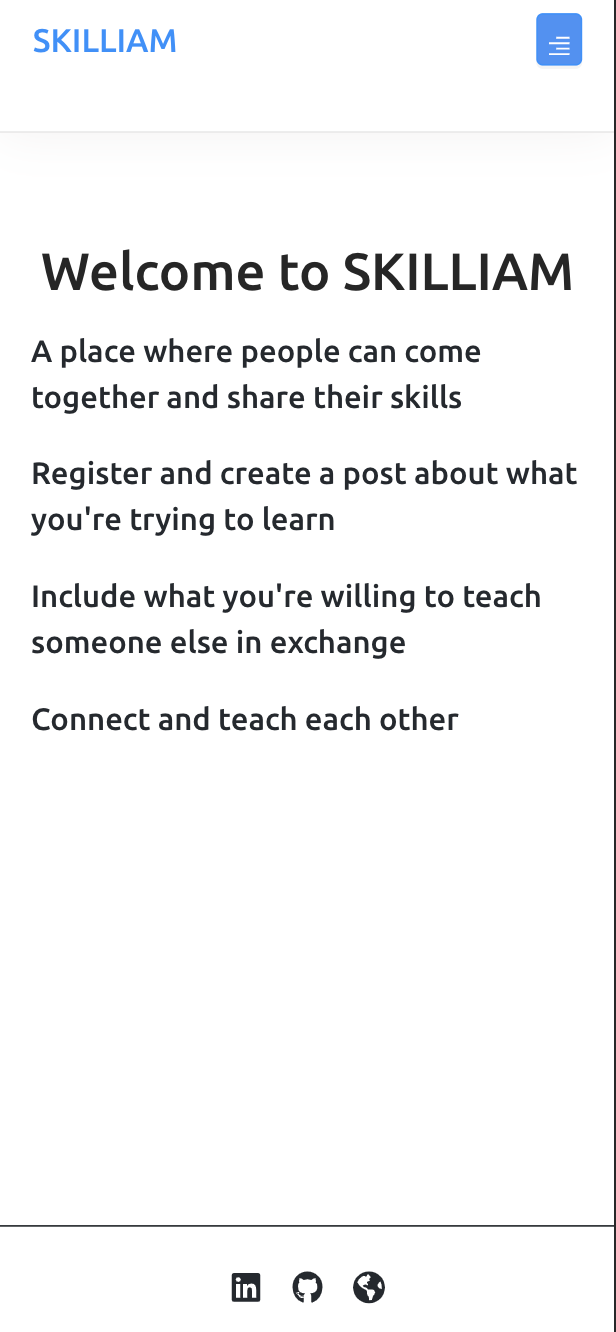 SKILLIAM
Welcome to SKILLIAM
A place where people can come
together and share their skills
Register and create a post about what
you're trying to learn
Include what you're willing to teach
someone else in exchange
Connect and teach each other
in